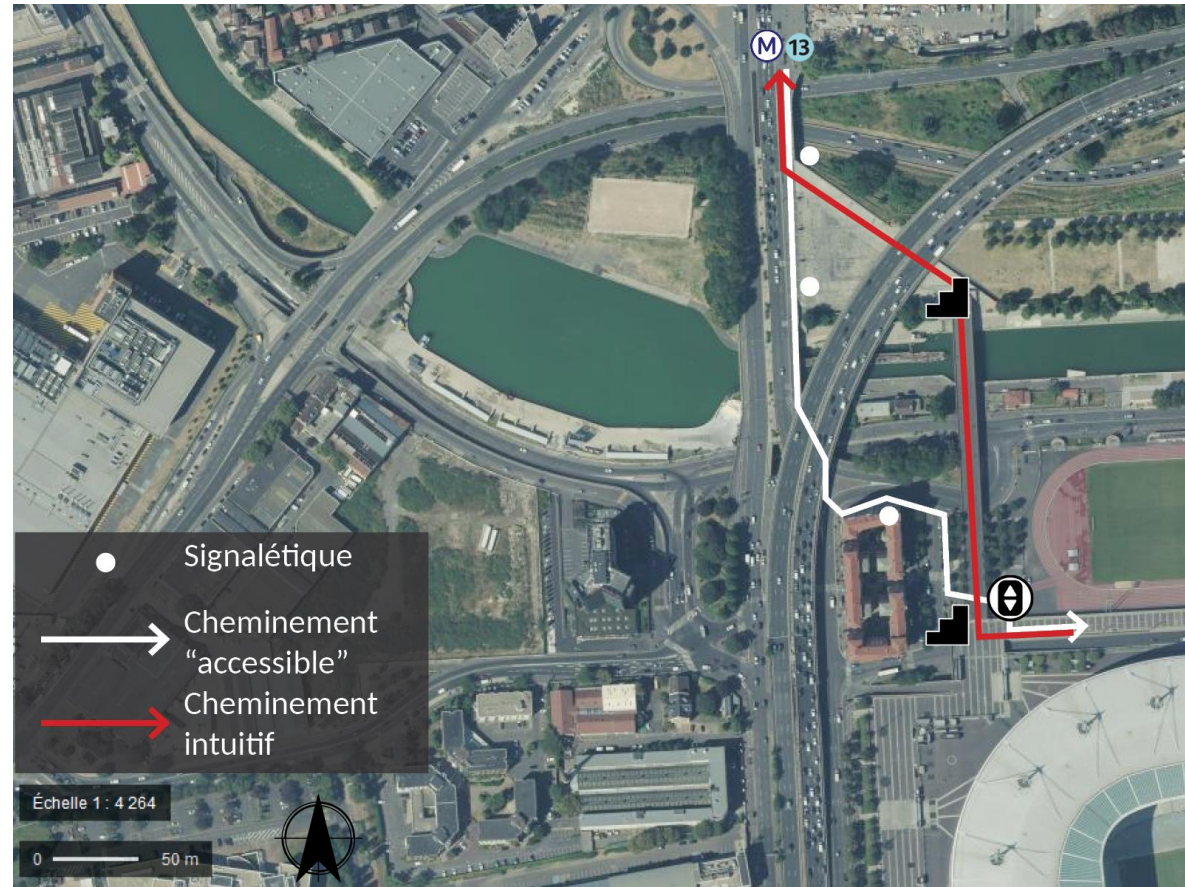 M 13
Signalétique
Cheminement
“accessible”
Cheminement
intuitif
Échelle 1 : 4 264
0 50 m